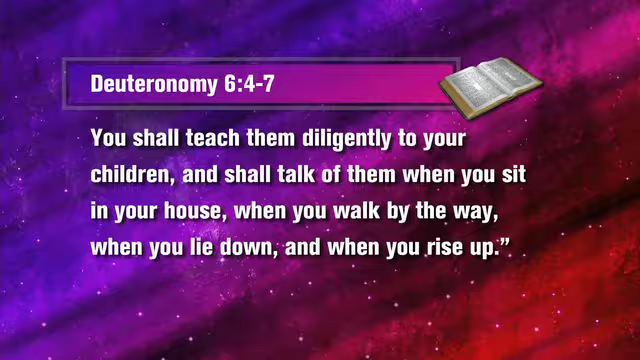 Deuteronomy 6:4-7
You shall teach them diligently to your
children, and shall talk of them when you sit
in your house, when you walk by the way,
when you lie down, and when you rise up.”